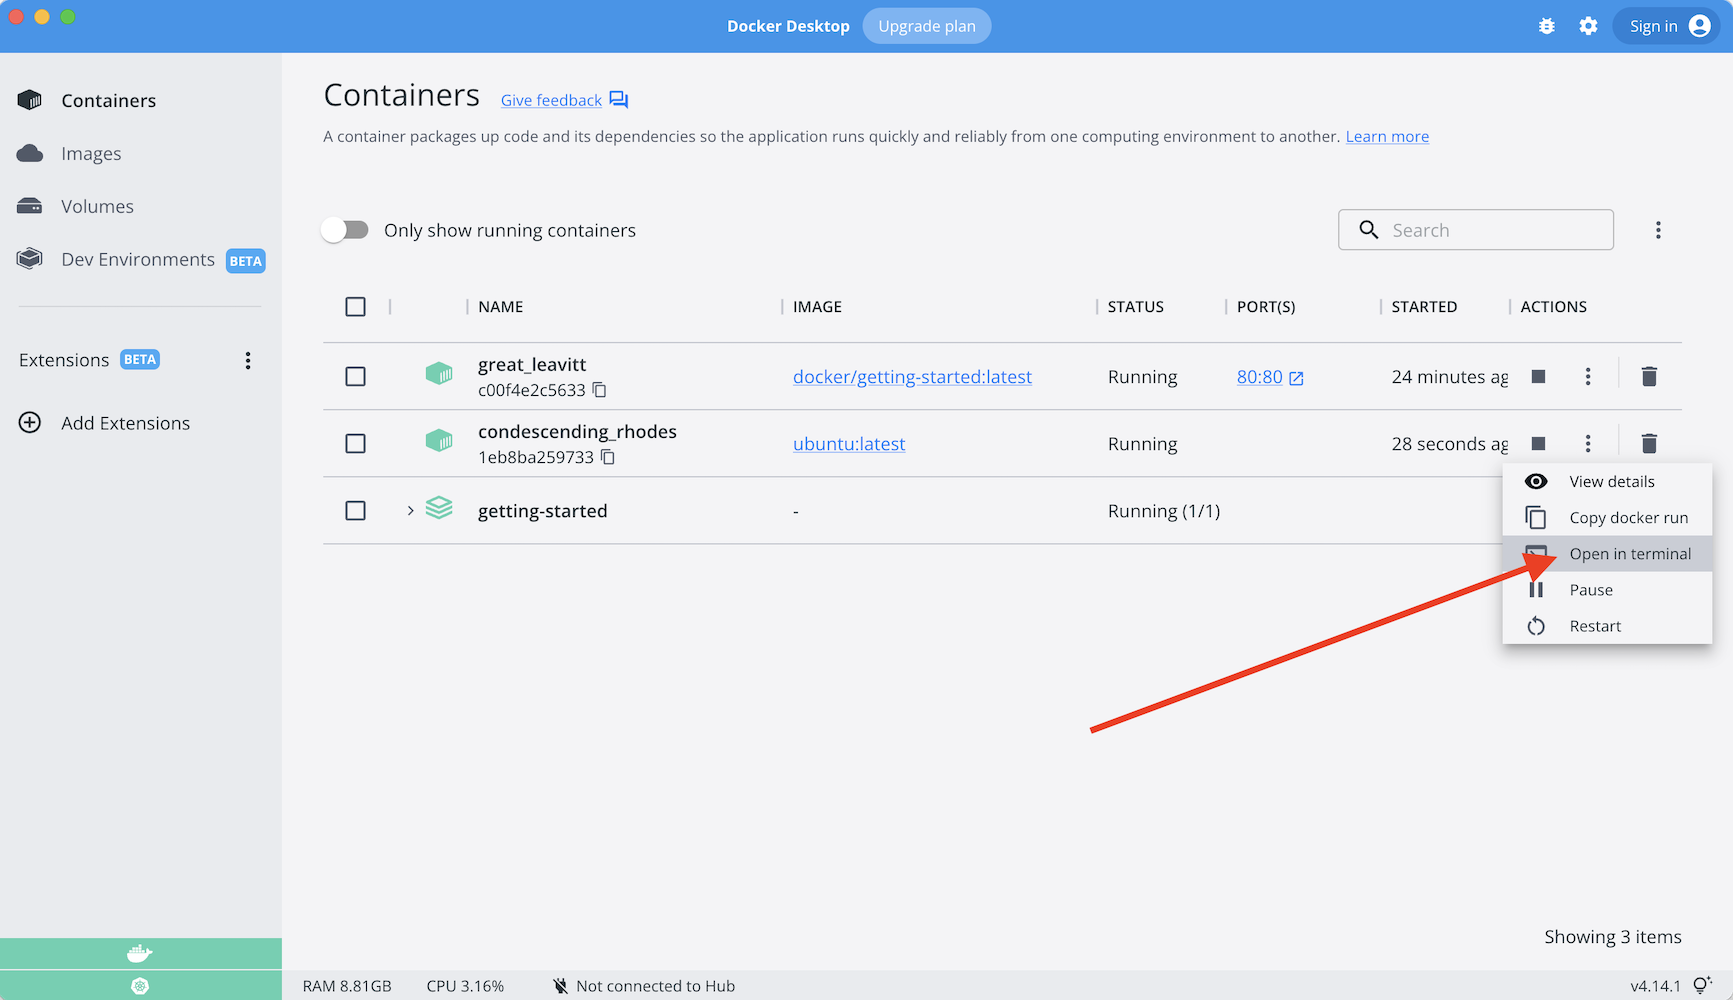 Docker Desktop Upgrade plan Sign in
Containers
Images
Volumes
Dev Environments BETA
Extensions BETA
Add Extensions
Containers Give feedback
A container packages up code and its dependencies so the application runs quickly and reliably from one computing environment to another. Learn more
Only show running containers Search
NAME IMAGE STATUS PORT(S) STARTED ACTIONS
great_leavitt
c00f4e2c5633
docker/getting-started:latest Running 80:80 24 minutes ag
condescending_rhodes
1eb8ba259733
ubuntu:latest Running 28 seconds ag
getting-started - Running (1/1)
View details
Copy docker run
Open in terminal
Pause
Restart
Showing 3 items
RAM 8.81GB CPU 3.16% Not connected to Hub v4.14.1